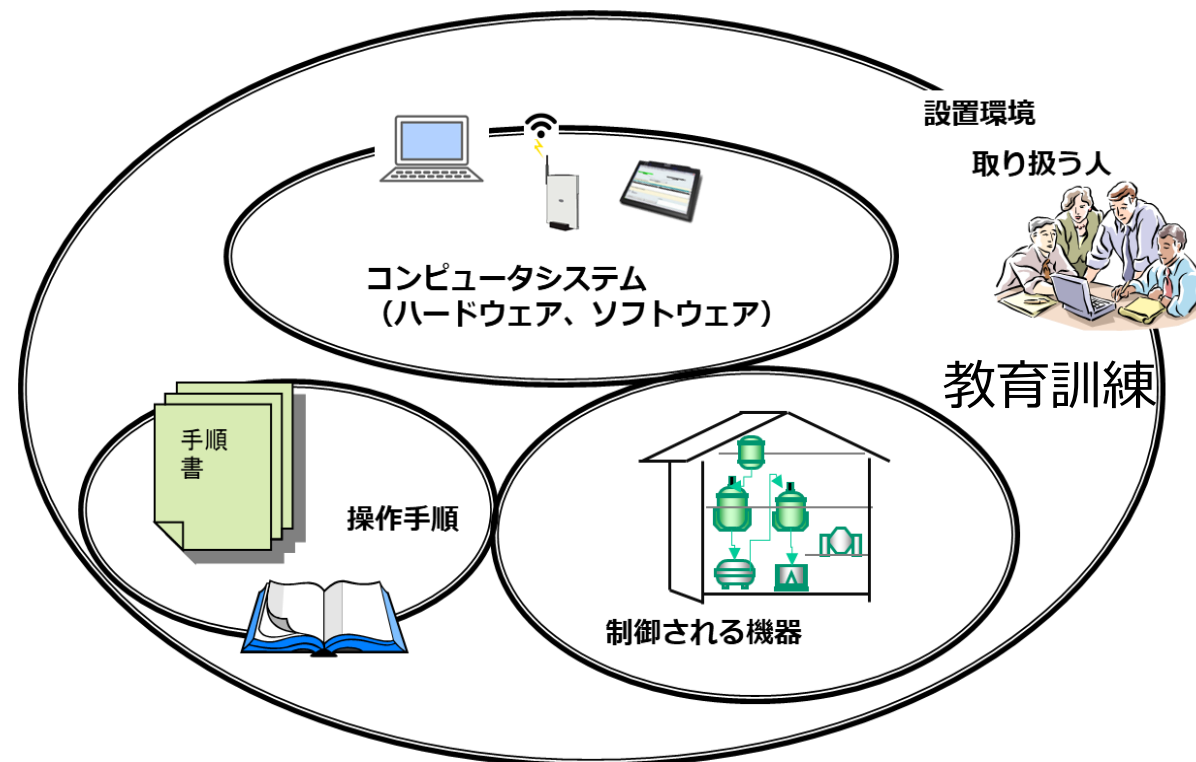 設置環境
取り扱う人
コンピュータシステム
（ハードウェア、ソフトウェア）
教育訓練
手順
書
操作手順
制御される機器